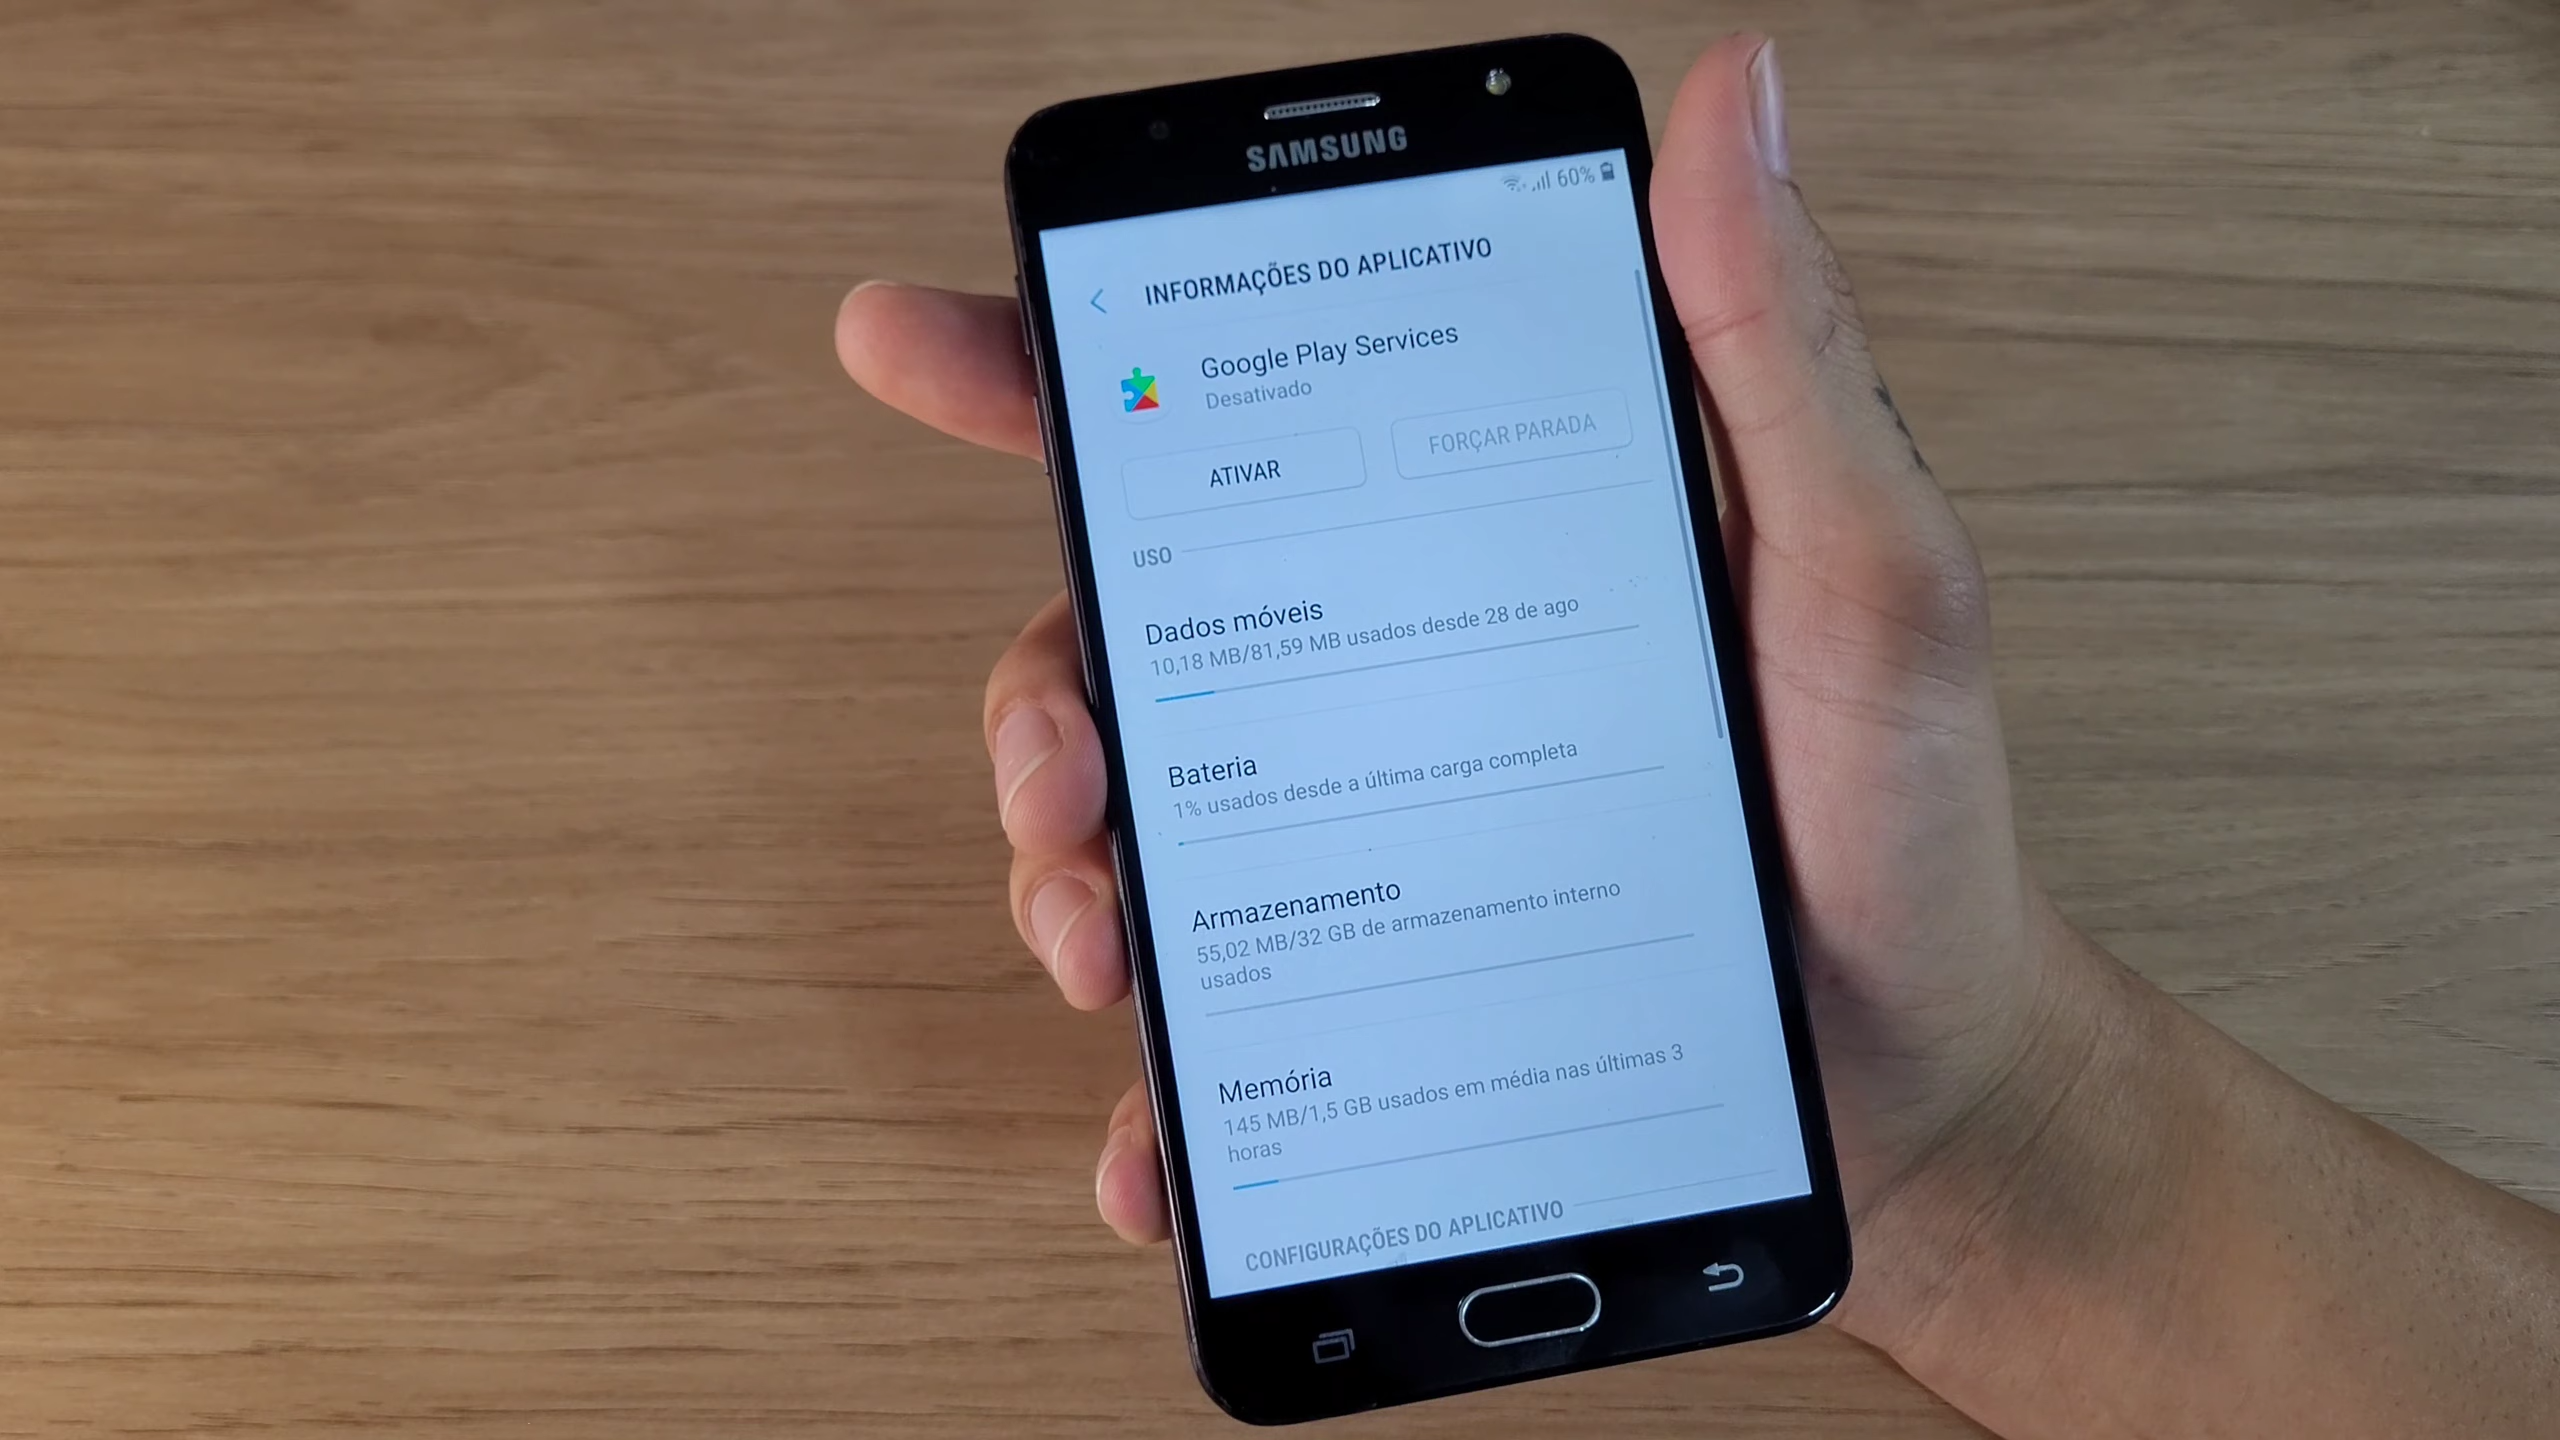 SAMSUNG
60%
INFORMAÇÕES DO APLICATIVO
Google Play Services
Desativado
ATIVAR
FORÇAR PARADA
USO
Dados móveis
10,18 MB/81,59 MB usados desde 28 de ago
Bateria
1% usados desde a última carga completa
Armazenamento
55,02 MB/32 GB de armazenamento interno
usados
Memória
145 MB/1,5 GB usados em média nas últimas 3
horas
CONFIGURAÇÕES DO APLICATIVO